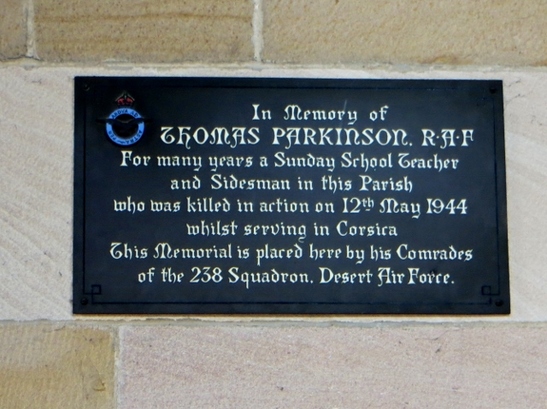 In Memory of
THOMAS PARKINSON. R·A·F
For many years a Sunday School Teacher
and Sidesman in this Parish
who was killed in action on 12th May 1944
whilst serving in Corsica
This Memorial is placed here by his Comrades
of the 238 Squadron. Desert Air Force.